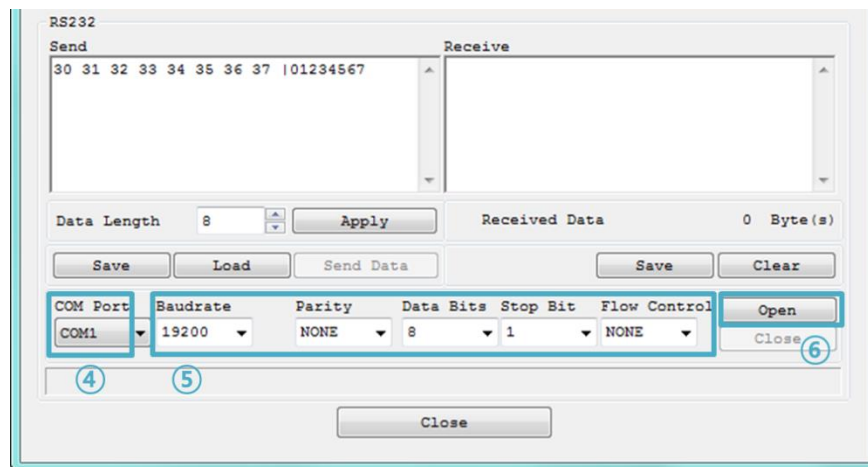 RS232
Send Receive
30 31 32 33 34 35 36 37 |01234567
Data Length 8 Apply Received Data 0 Byte(s)
Save Load Send Data Save Clear
COM Port Baudrate Parity Data Bits Stop Bit Flow Control Open
COM1 19200 NONE 8 1 NONE Close
④ ⑤ ⑥
Close